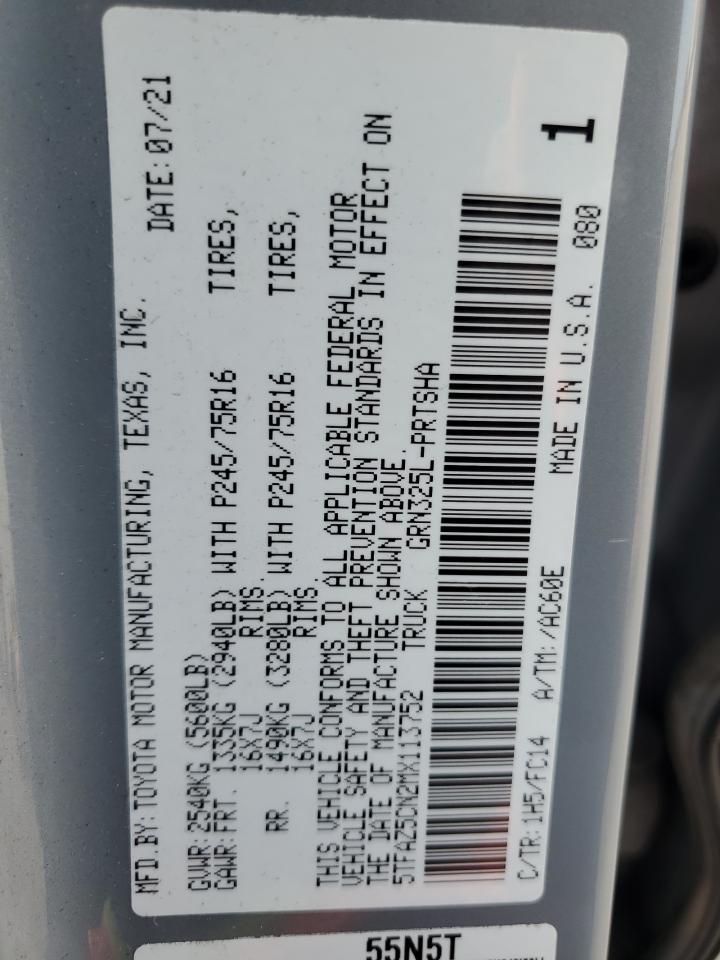 MFD.BY:TOYOTA MOTOR MANUFACTURING, TEXAS, INC.
DATE:07/21
GVWR:2540KG (5600LB)
GAWR:FRT. 1335KG (2940LB) WITH P245/75R16 TIRES,
16X7J RIMS.
RR. 1490KG (3280LB) WITH P245/75R16 TIRES,
16X7J RIMS.
THIS VEHICLE CONFORMS TO ALL APPLICABLE FEDERAL MOTOR
VEHICLE SAFETY AND THEFT PREVENTION STANDARDS IN EFFECT ON
THE DATE OF MANUFACTURE SHOWN ABOVE.
5TFAZ5CN2MX113752 TRUCK GRN325L-PRTSHA
1
C/TR:1H5/FC14 A/TM:/AC60E MADE IN U.S.A. 080
55N5T